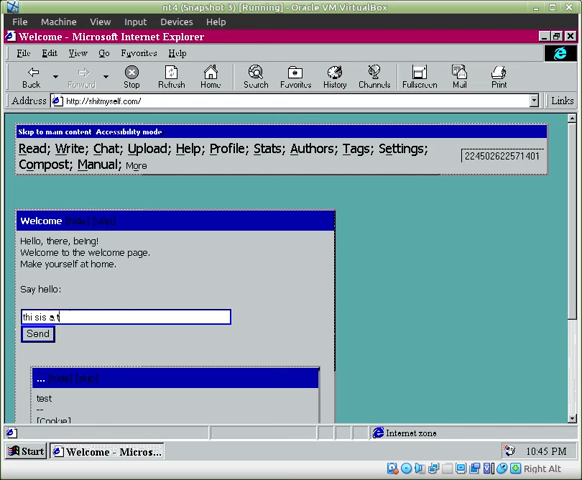 nt4 (Snapshot 3) [Running] - Oracle VM VirtualBox
File Machine View Input Devices Help
Welcome - Microsoft Internet Explorer
File Edit View Go Favorites Help
Back Forward Stop Refresh Home Search Favorites History Channels Fullscreen Mail Print
Address http://shitmyself.com/ Links
Skip to main content Accessibility mode
Read; Write; Chat; Upload; Help; Profile; Stats; Authors; Tags; Settings;
Compost; Manual; More
224502622571401
Welcome
Hello, there, being!
Welcome to the welcome page.
Make yourself at home.
Say hello:
thi sis a t
Send
...
test
--
[Cookie]
Internet zone
Start Welcome - Micros... 10:45 PM
Right Alt